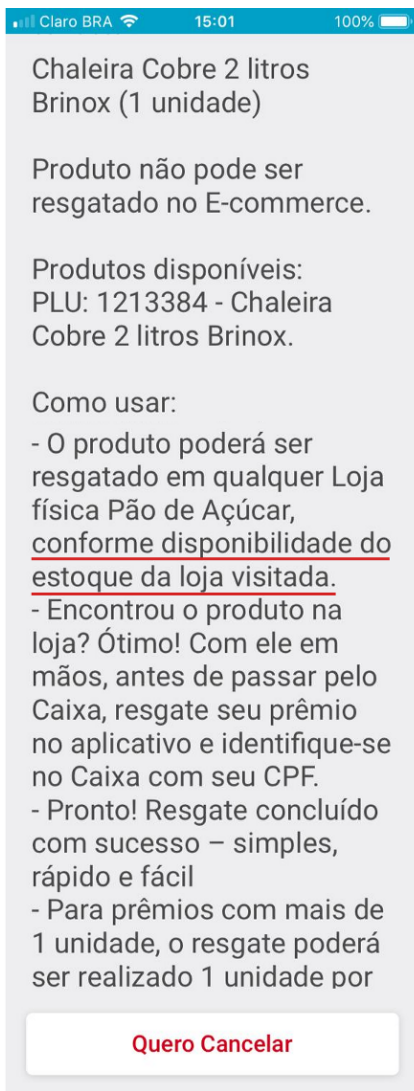 Claro BRA 15:01 100%
Chaleira Cobre 2 litros
Brinox (1 unidade)
Produto não pode ser
resgatado no E-commerce.
Produtos disponíveis:
PLU: 1213384 - Chaleira
Cobre 2 litros Brinox.
Como usar:
- O produto poderá ser
resgatado em qualquer Loja
física Pão de Açúcar,
conforme disponibilidade do
estoque da loja visitada.
- Encontrou o produto na
loja? Ótimo! Com ele em
mãos, antes de passar pelo
Caixa, resgate seu prêmio
no aplicativo e identifique-se
no Caixa com seu CPF.
- Pronto! Resgate concluído
com sucesso – simples,
rápido e fácil
- Para prêmios com mais de
1 unidade, o resgate poderá
ser realizado 1 unidade por
Quero Cancelar